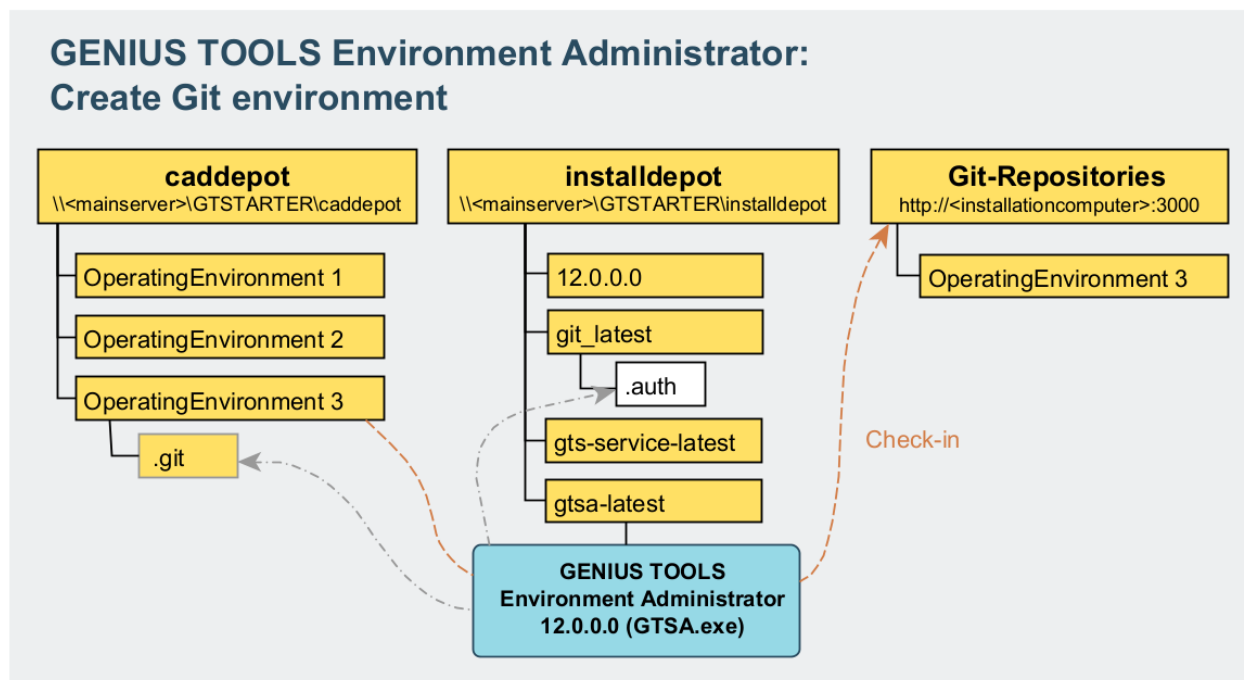 GENIUS TOOLS Environment Administrator:
Create Git environment
caddepot
\\<mainserver>\GTSTARTER\caddepot
OperatingEnvironment 1
OperatingEnvironment 2
OperatingEnvironment 3
.git
installdepot
\\<mainserver>\GTSTARTER\installdepot
12.0.0.0
git_latest
.auth
gts-service-latest
gtsa-latest
GENIUS TOOLS
Environment Administrator
12.0.0.0 (GTSA.exe)
Git-Repositories
http://<installationcomputer>:3000
OperatingEnvironment 3
Check-in